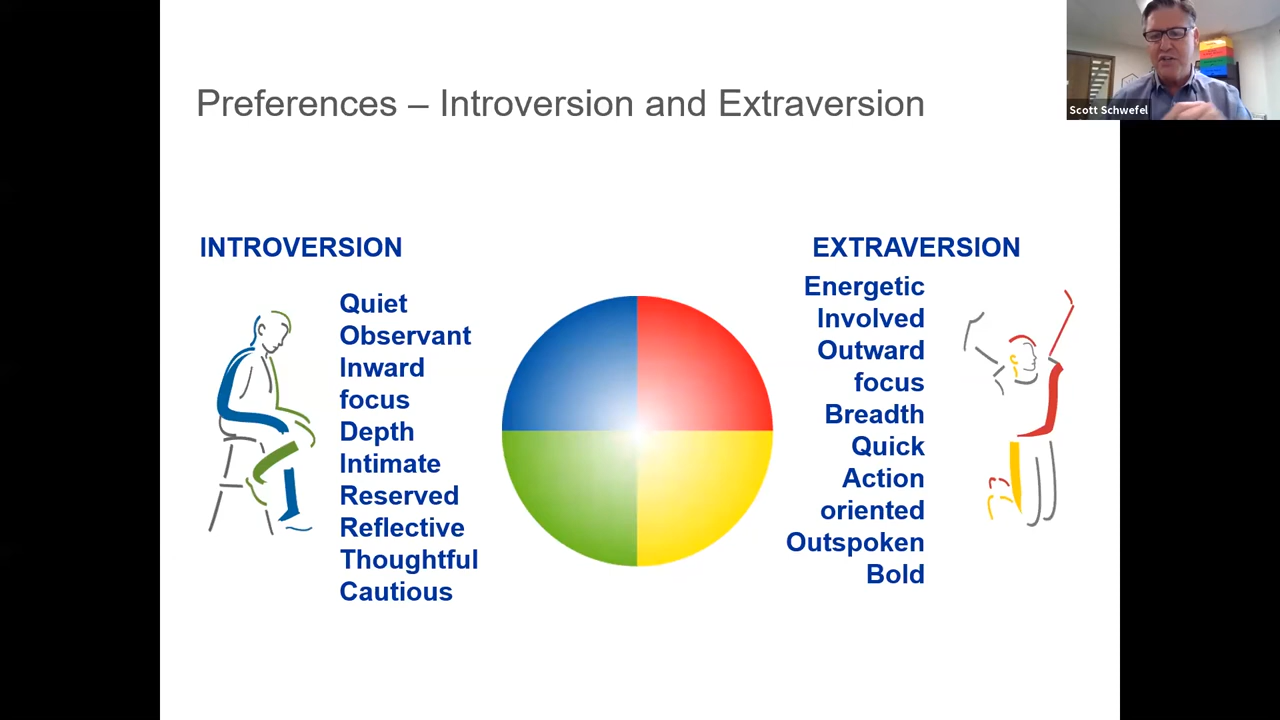 Preferences – Introversion and Extraversion
Scott Schwefel
INTROVERSION
Quiet
Observant
Inward
focus
Depth
Intimate
Reserved
Reflective
Thoughtful
Cautious
EXTRAVERSION
Energetic
Involved
Outward
focus
Breadth
Quick
Action
oriented
Outspoken
Bold